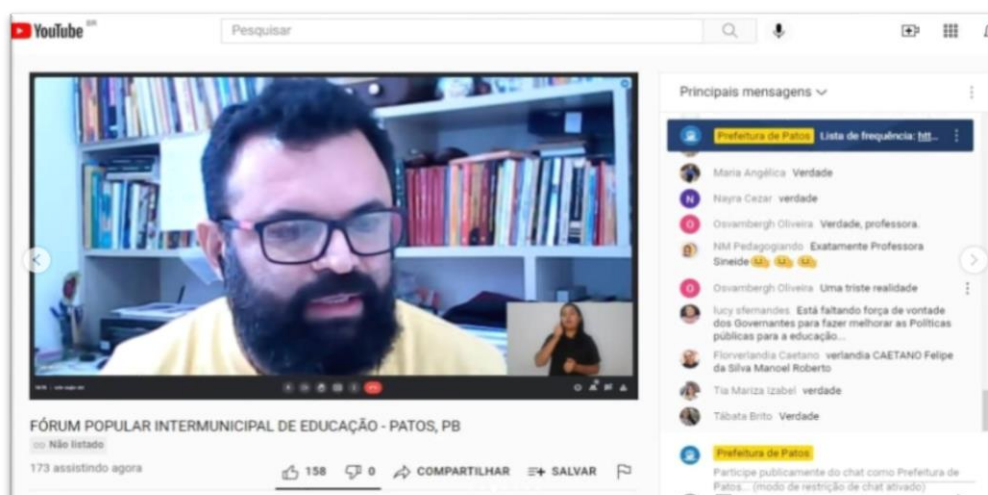 YouTube BR
Pesquisar
Principais mensagens
Prefeitura de Patos Lista de frequência: htt...
Maria Angélica Verdade
N Nayra Cezar verdade
O Osvambergh Oliveira Verdade, professora.
NM Pedagogiando Exatamente Professora
Sineide
O Osvambergh Oliveira Uma triste realidade
lucy sfernandes Está faltando força de vontade
dos Governantes para fazer melhorar as Políticas
públicas para a educação...
Florverlandia Caetano verlandia CAETANO Felipe
da Silva Manoel Roberto
Tia Mariza Izabel verdade
Tábata Brito Verdade
Prefeitura de Patos
Participe publicamente do chat como Prefeitura de
Patos... (modo de restrição de chat ativado)
FÓRUM POPULAR INTERMUNICIPAL DE EDUCAÇÃO - PATOS, PB
Não listado
173 assistindo agora
158 0 COMPARTILHAR SALVAR